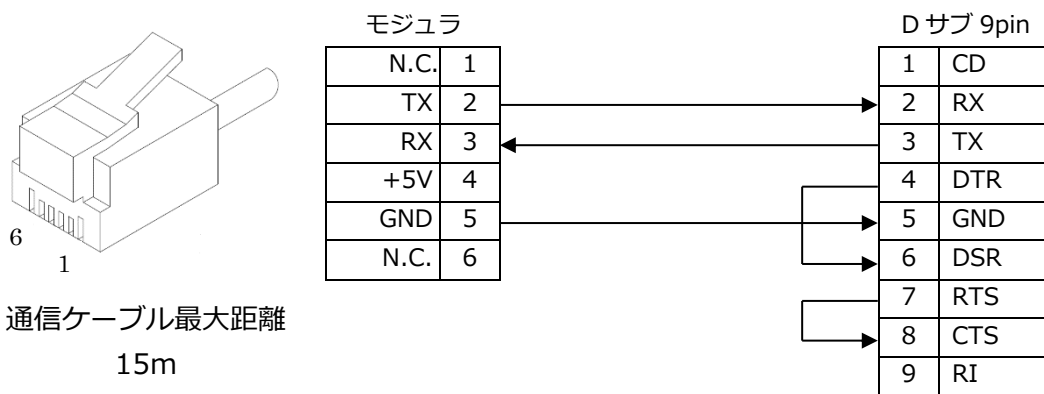 モジュラ
D サブ 9pin
N.C. 1
TX 2
RX 3
+5V 4
GND 5
N.C. 6
1 CD
2 RX
3 TX
4 DTR
5 GND
6 DSR
7 RTS
8 CTS
9 RI
6
1
通信ケーブル最大距離
15m